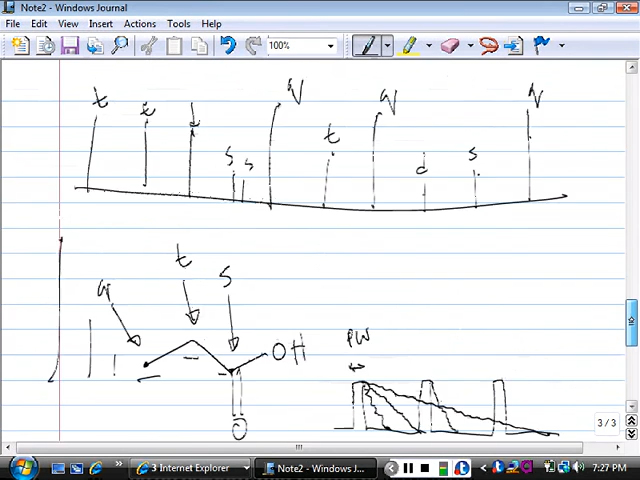 Note2 - Windows Journal
File Edit View Insert Actions Tools Help
100%
t t t s s q t q d s q
q t s
OH
O
PW
3 / 3
3 Internet Explorer Note2 - Windows J... 7:27 PM